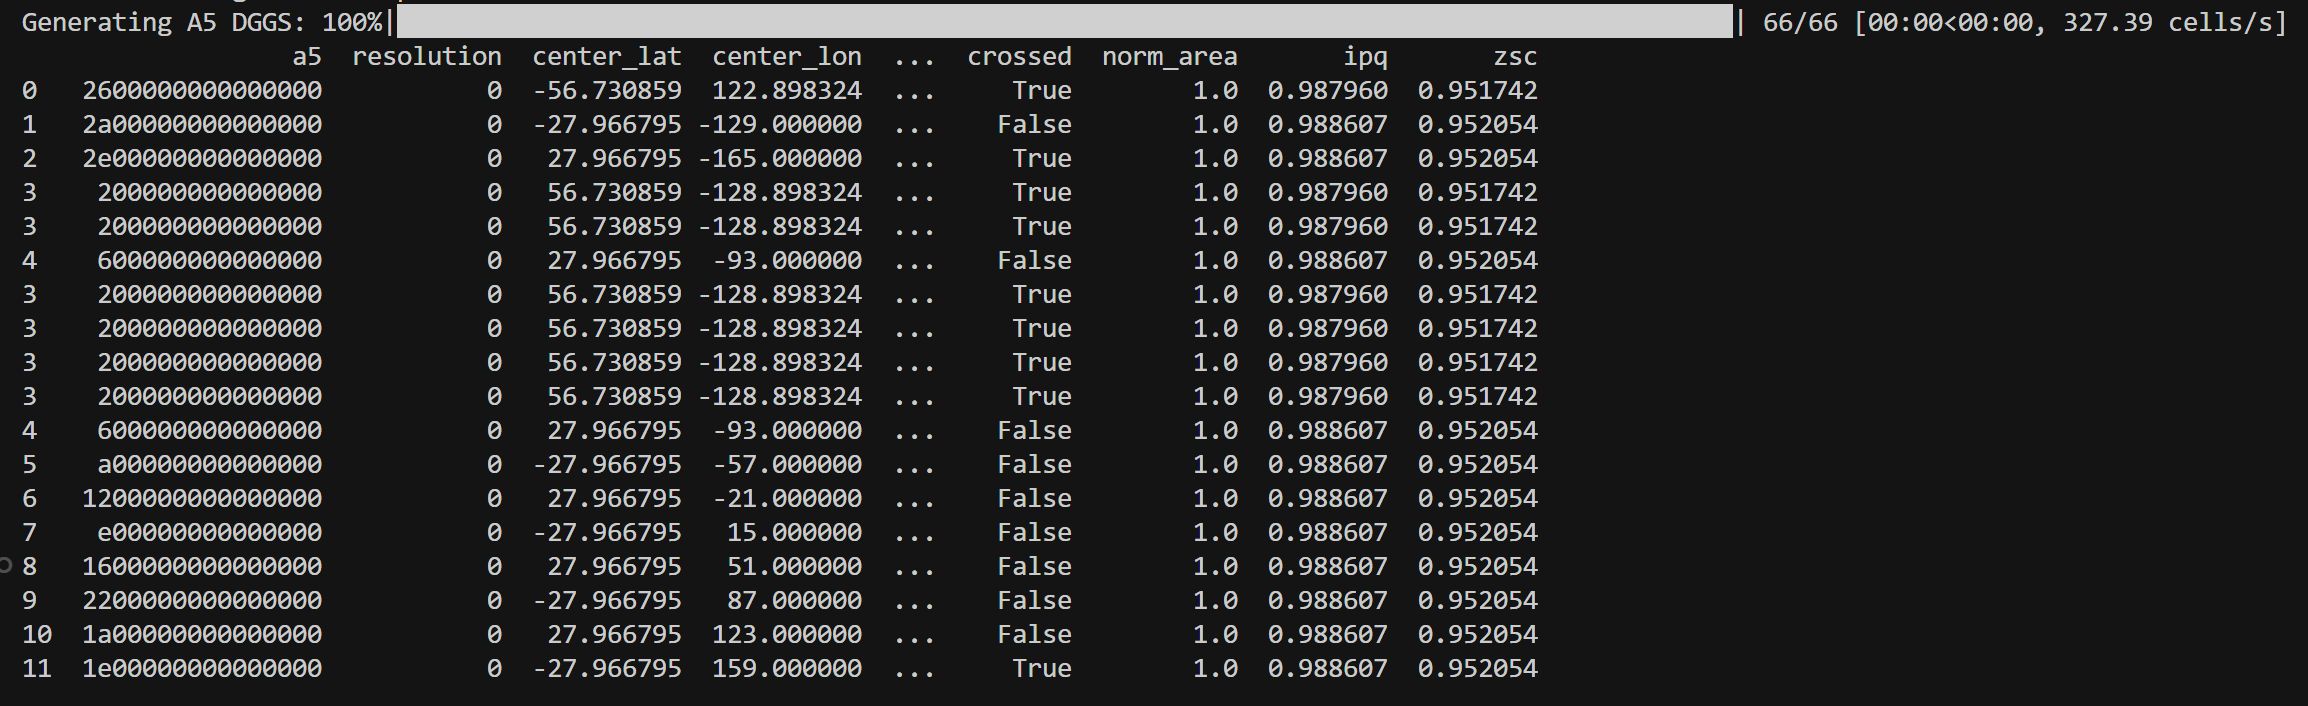 Generating A5 DGGS: 100%| | 66/66 [00:00<00:00, 327.39 cells/s]
a5 resolution center_lat center_lon ... crossed norm_area ipq zsc
0 2600000000000000 0 -56.730859 122.898324 ... True 1.0 0.987960 0.951742
1 2a00000000000000 0 -27.966795 -129.000000 ... False 1.0 0.988607 0.952054
2 2e00000000000000 0 27.966795 -165.000000 ... True 1.0 0.988607 0.952054
3 200000000000000 0 56.730859 -128.898324 ... True 1.0 0.987960 0.951742
3 200000000000000 0 56.730859 -128.898324 ... True 1.0 0.987960 0.951742
4 600000000000000 0 27.966795 -93.000000 ... False 1.0 0.988607 0.952054
3 200000000000000 0 56.730859 -128.898324 ... True 1.0 0.987960 0.951742
3 200000000000000 0 56.730859 -128.898324 ... True 1.0 0.987960 0.951742
3 200000000000000 0 56.730859 -128.898324 ... True 1.0 0.987960 0.951742
3 200000000000000 0 56.730859 -128.898324 ... True 1.0 0.987960 0.951742
4 600000000000000 0 27.966795 -93.000000 ... False 1.0 0.988607 0.952054
5 a00000000000000 0 -27.966795 -57.000000 ... False 1.0 0.988607 0.952054
6 1200000000000000 0 27.966795 -21.000000 ... False 1.0 0.988607 0.952054
7 e00000000000000 0 -27.966795 15.000000 ... False 1.0 0.988607 0.952054
8 1600000000000000 0 27.966795 51.000000 ... False 1.0 0.988607 0.952054
9 2200000000000000 0 -27.966795 87.000000 ... False 1.0 0.988607 0.952054
10 1a00000000000000 0 27.966795 123.000000 ... False 1.0 0.988607 0.952054
11 1e00000000000000 0 -27.966795 159.000000 ... True 1.0 0.988607 0.952054